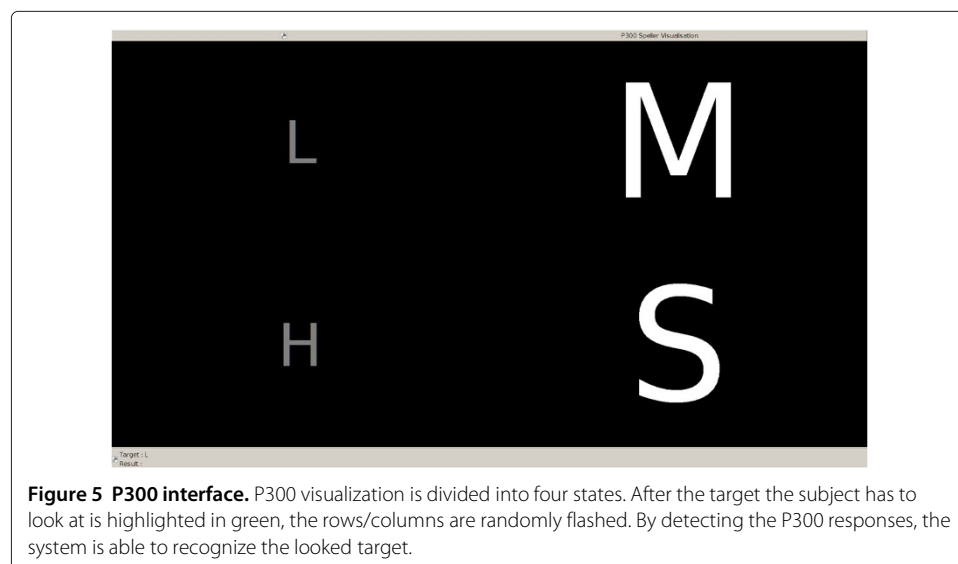 P300 Speller Visualisation
L M
H S
Target : L
Result :
Figure 5 P300 interface. P300 visualization is divided into four states. After the target the subject has to
look at is highlighted in green, the rows/columns are randomly flashed. By detecting the P300 responses, the
system is able to recognize the looked target.